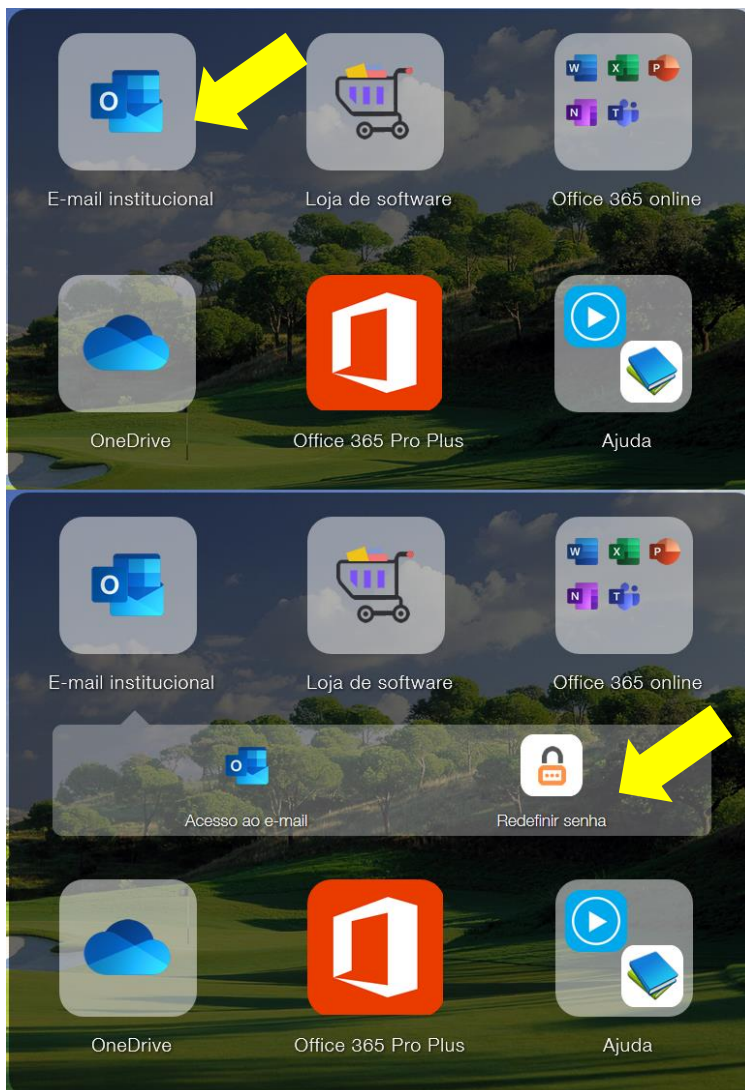 O
W X P
N T
E-mail institucional Loja de software Office 365 online
OneDrive Office 365 Pro Plus Ajuda
O
W X P
N T
E-mail institucional Loja de software Office 365 online
O
Acesso ao e-mail Redefinir senha
OneDrive Office 365 Pro Plus Ajuda